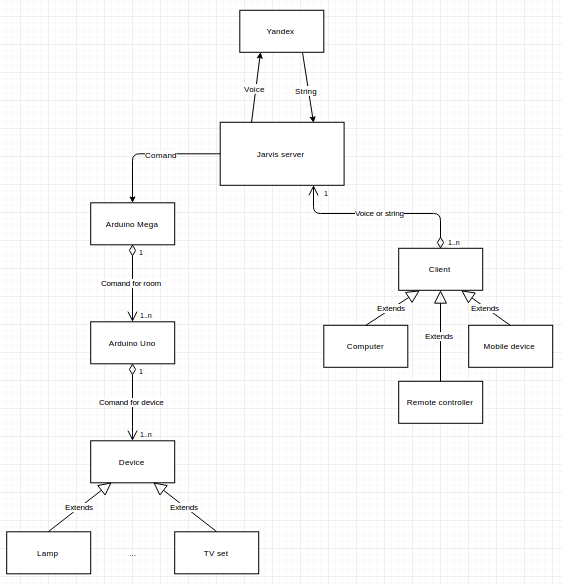 Yandex
Voice
String
Jarvis server
Comand
1
Arduino Mega
Voice or string
1
1..n
Client
Comand for room
Extends
Extends
1..n
Extends
Arduino Uno
Computer
Mobile device
1
Comand for device
Remote controller
1..n
Device
Extends
Extends
Lamp
...
TV set